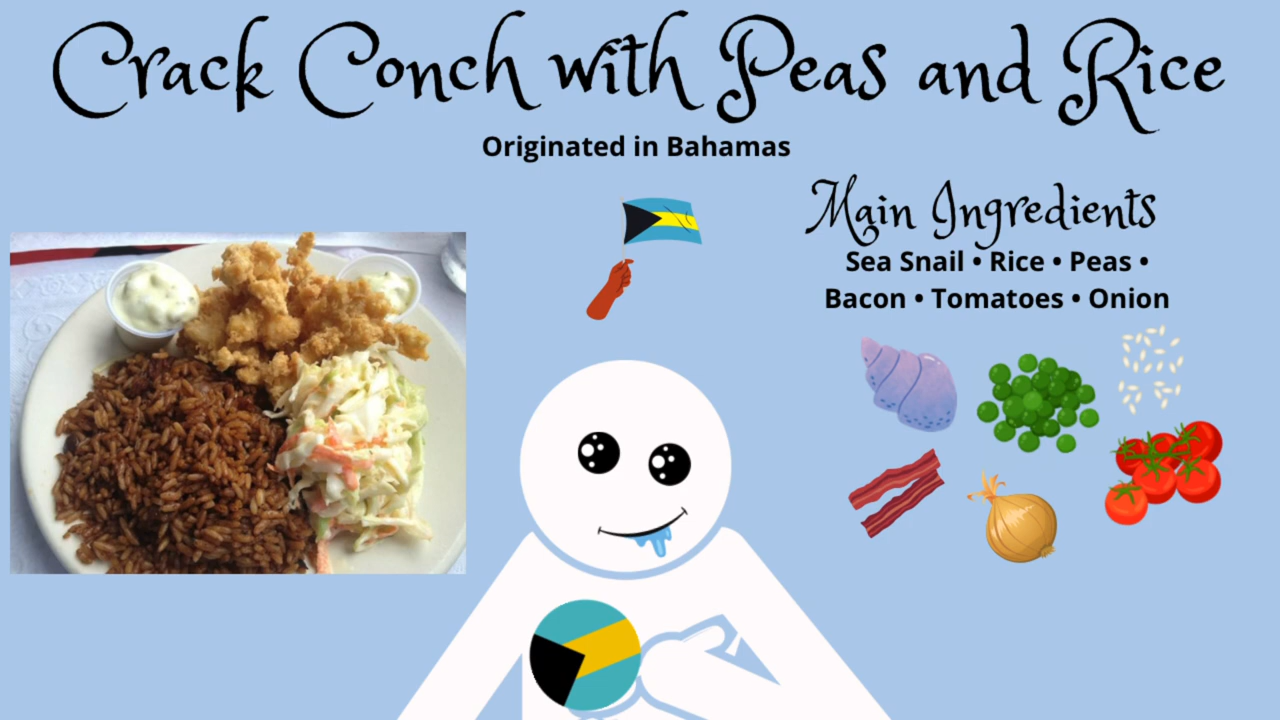 Crack Conch with Peas and Rice
Originated in Bahamas
Main Ingredients
Sea Snail • Rice • Peas •
Bacon • Tomatoes • Onion